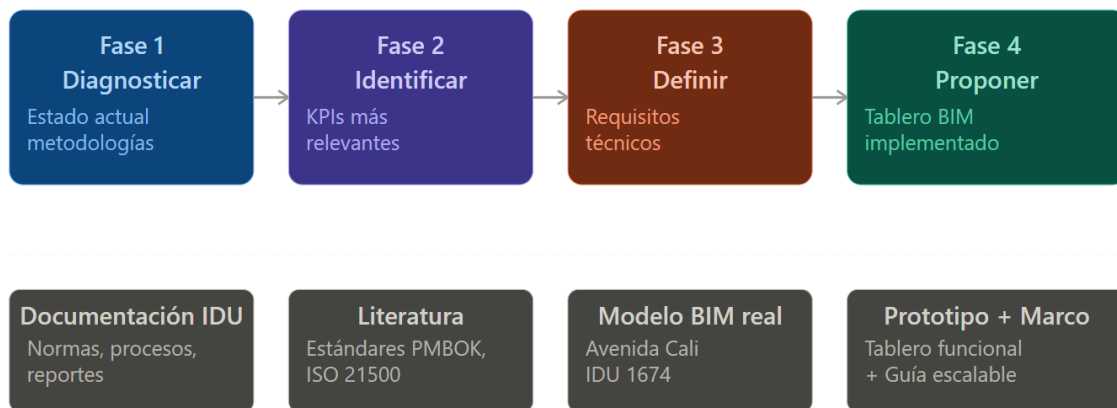 Fase 1
Diagnosticar
Estado actual
metodologías
Fase 2
Identificar
KPIs más
relevantes
Fase 3
Definir
Requisitos
técnicos
Fase 4
Proponer
Tablero BIM
implementado
Documentación IDU
Normas, procesos,
reportes
Literatura
Estándares PMBOK,
ISO 21500
Modelo BIM real
Avenida Cali
IDU 1674
Prototipo + Marco
Tablero funcional
+ Guía escalable